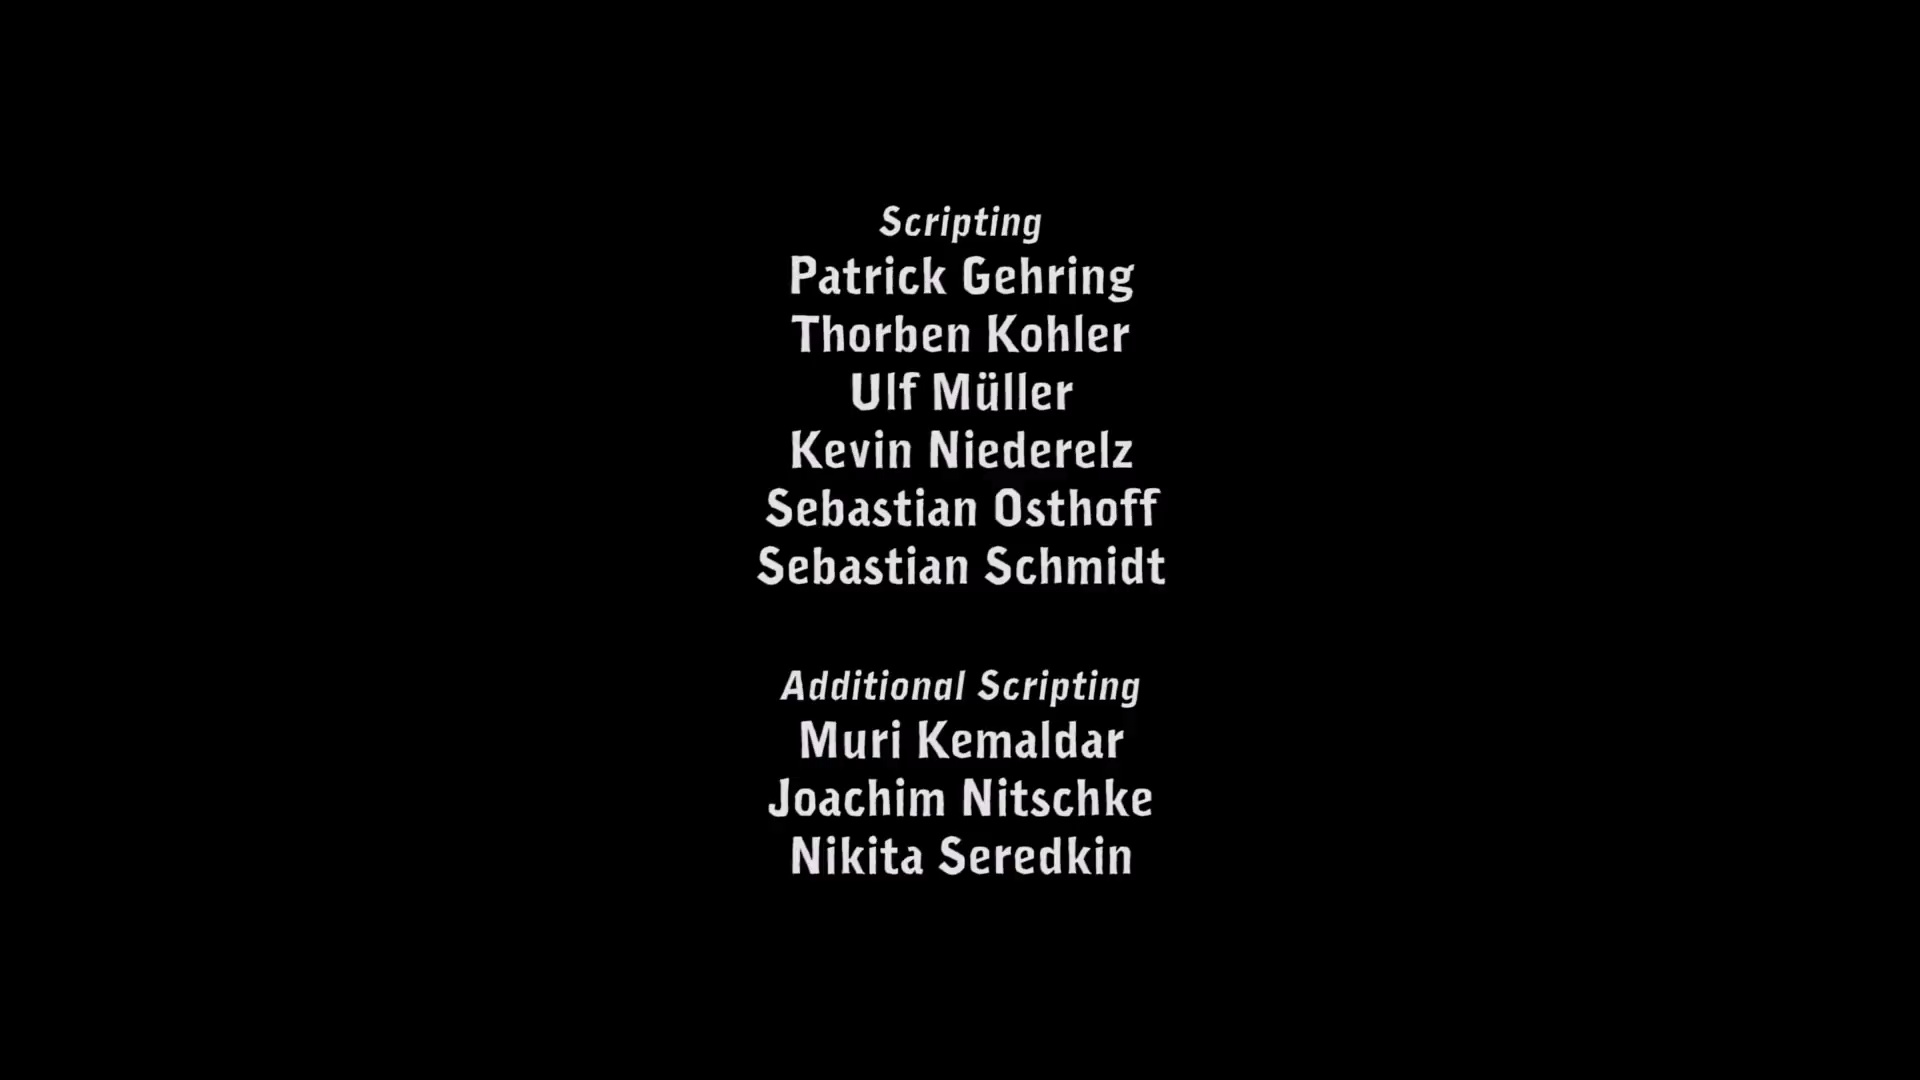 Scripting
Patrick Gehring
Thorben Kohler
Ulf Müller
Kevin Niederelz
Sebastian Osthoff
Sebastian Schmidt
Additional Scripting
Muri Kemaldar
Joachim Nitschke
Nikita Seredkin